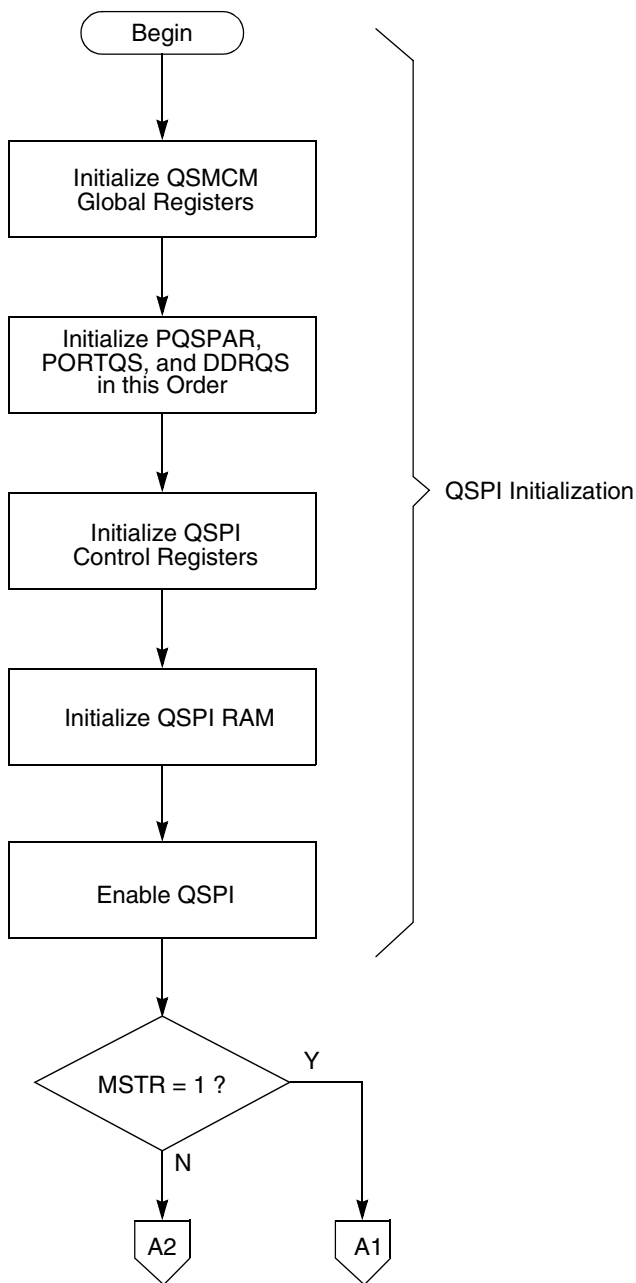 Begin
Initialize QSMCM
Global Registers
Initialize PQSPAR,
PORTQS, and DDRQS
in this Order
QSPI Initialization
Initialize QSPI
Control Registers
Initialize QSPI RAM
Enable QSPI
MSTR = 1 ?
Y
N
A2
A1